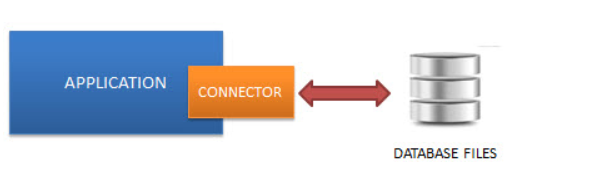 APPLICATION
CONNECTOR
DATABASE FILES